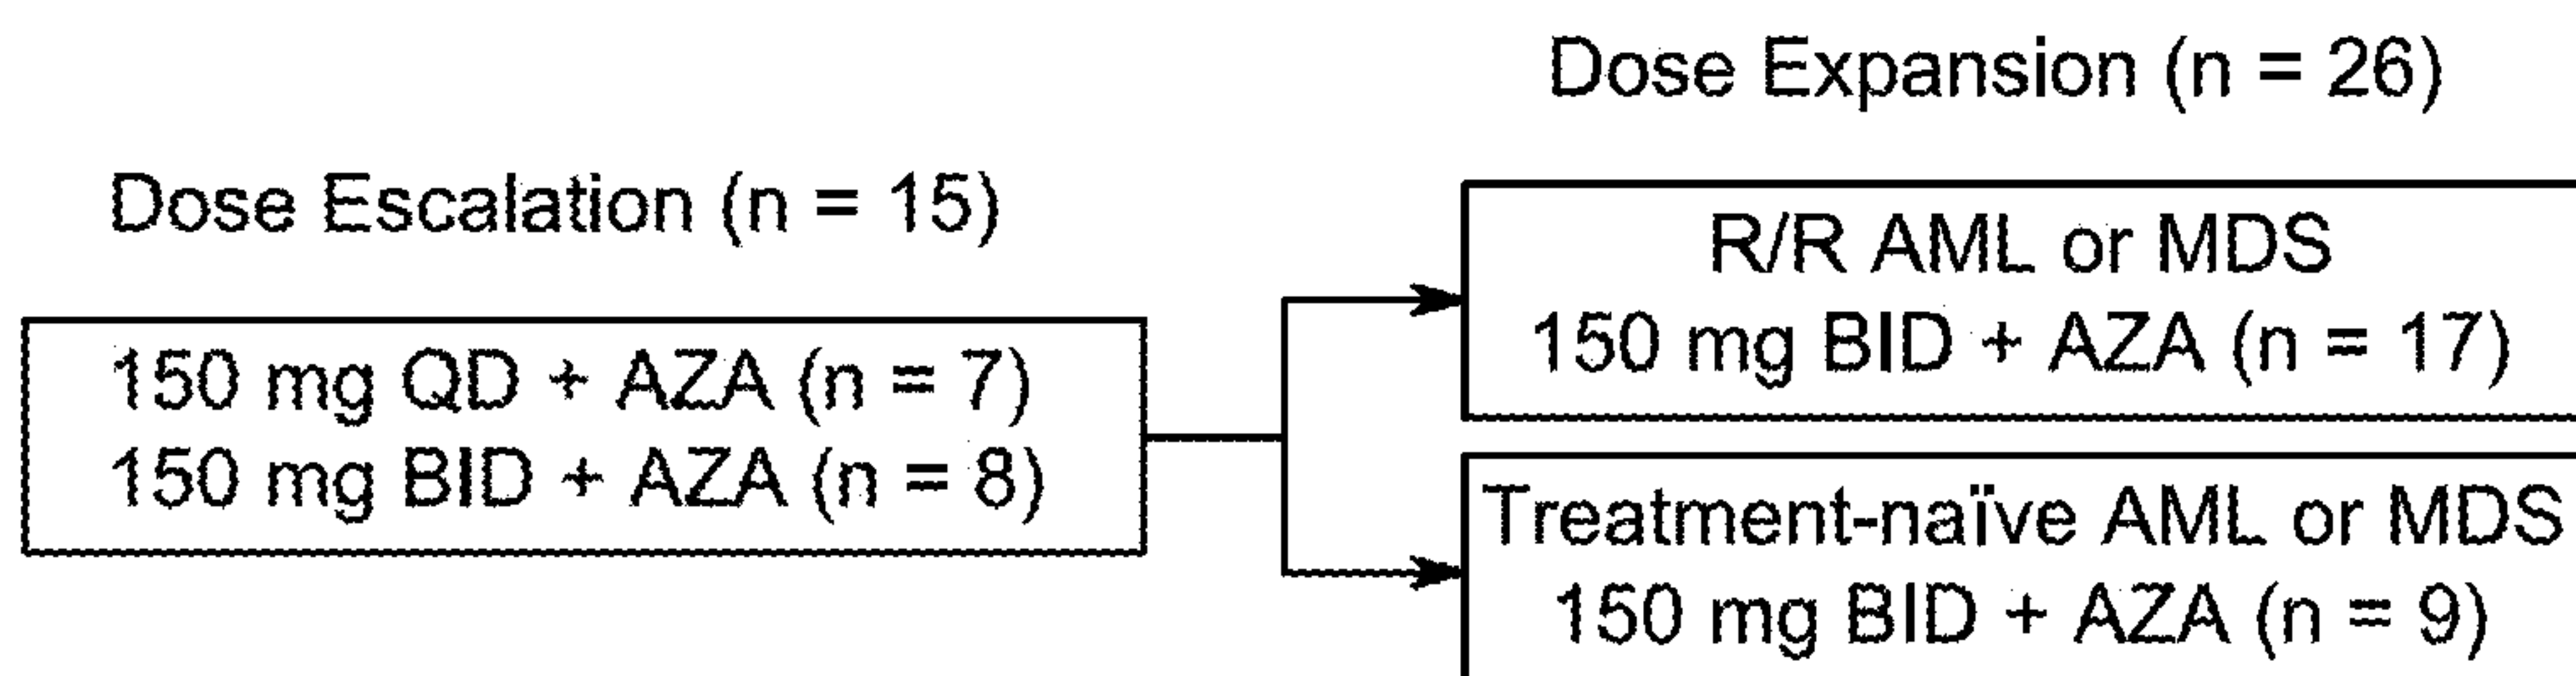 Dose Escalation (n = 15)
150 mg QD + AZA (n = 7)
150 mg BID + AZA (n = 8)
Dose Expansion (n = 26)
R/R AML or MDS
150 mg BID + AZA (n = 17)
Treatment-naïve AML or MDS
150 mg BID + AZA (n = 9)